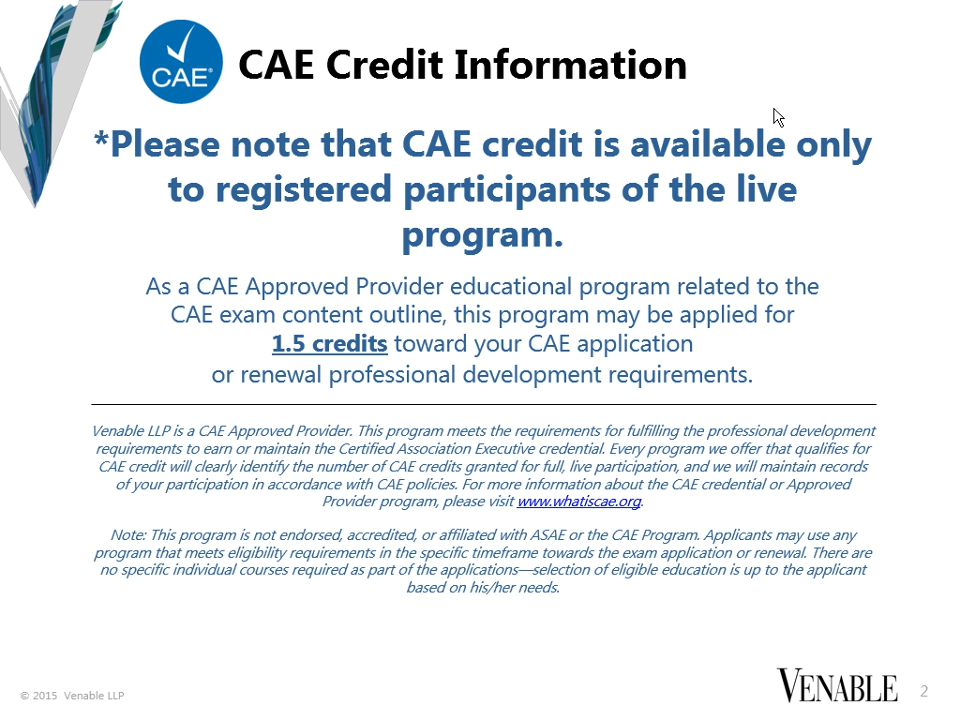 CAE®
CAE Credit Information
*Please note that CAE credit is available only
to registered participants of the live
program.
As a CAE Approved Provider educational program related to the
CAE exam content outline, this program may be applied for
1.5 credits toward your CAE application
or renewal professional development requirements.
Venable LLP is a CAE Approved Provider. This program meets the requirements for fulfilling the professional development
requirements to earn or maintain the Certified Association Executive credential. Every program we offer that qualifies for
CAE credit will clearly identify the number of CAE credits granted for full, live participation, and we will maintain records
of your participation in accordance with CAE policies. For more information about the CAE credential or Approved
Provider program, please visit www.whatiscae.org.
Note: This program is not endorsed, accredited, or affiliated with ASAE or the CAE Program. Applicants may use any
program that meets eligibility requirements in the specific timeframe towards the exam application or renewal. There are
no specific individual courses required as part of the applications—selection of eligible education is up to the applicant
based on his/her needs.
© 2015 Venable LLP
VENABLE LLP
2